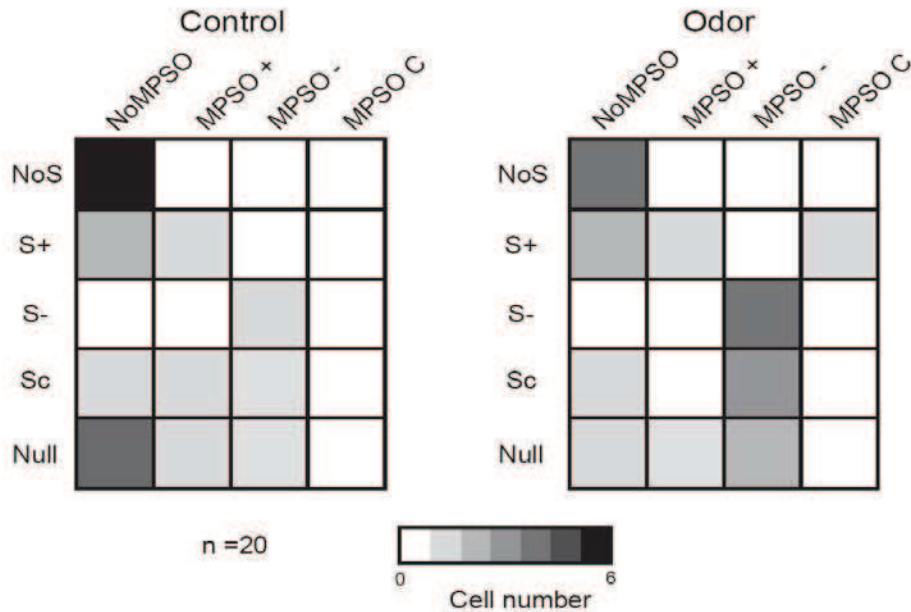 Control
Odor
NoMPSO
MPSO +
MPSO -
MPSO C
NoMPSO
MPSO +
MPSO -
MPSO C
NoS
S+
S-
Sc
Null
NoS
S+
S-
Sc
Null
n =20
0
6
Cell number